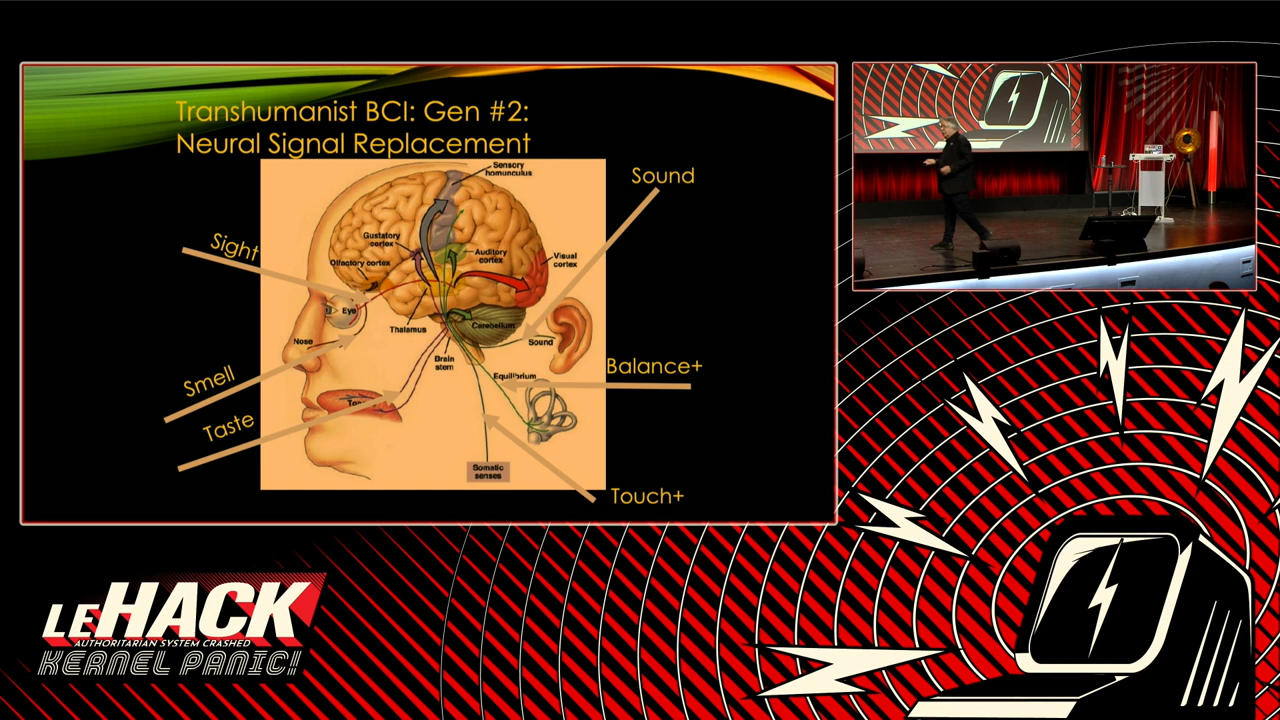 Transhumanist BCI: Gen #2:
Neural Signal Replacement
Sensory
homunculus
Sound
Gustatory
cortex
Sight
Olfactory cortex
Auditory
cortex
Visual
cortex
Eye
Thalamus
Cerebellum
Nose
Sound
Brain
stem
Balance+
Equilibrium
Smell
Taste
Somatic
senses
Touch+
LEHACK
AUTHORITARIAN SYSTEM CRASHED
KERNEL PANIC!